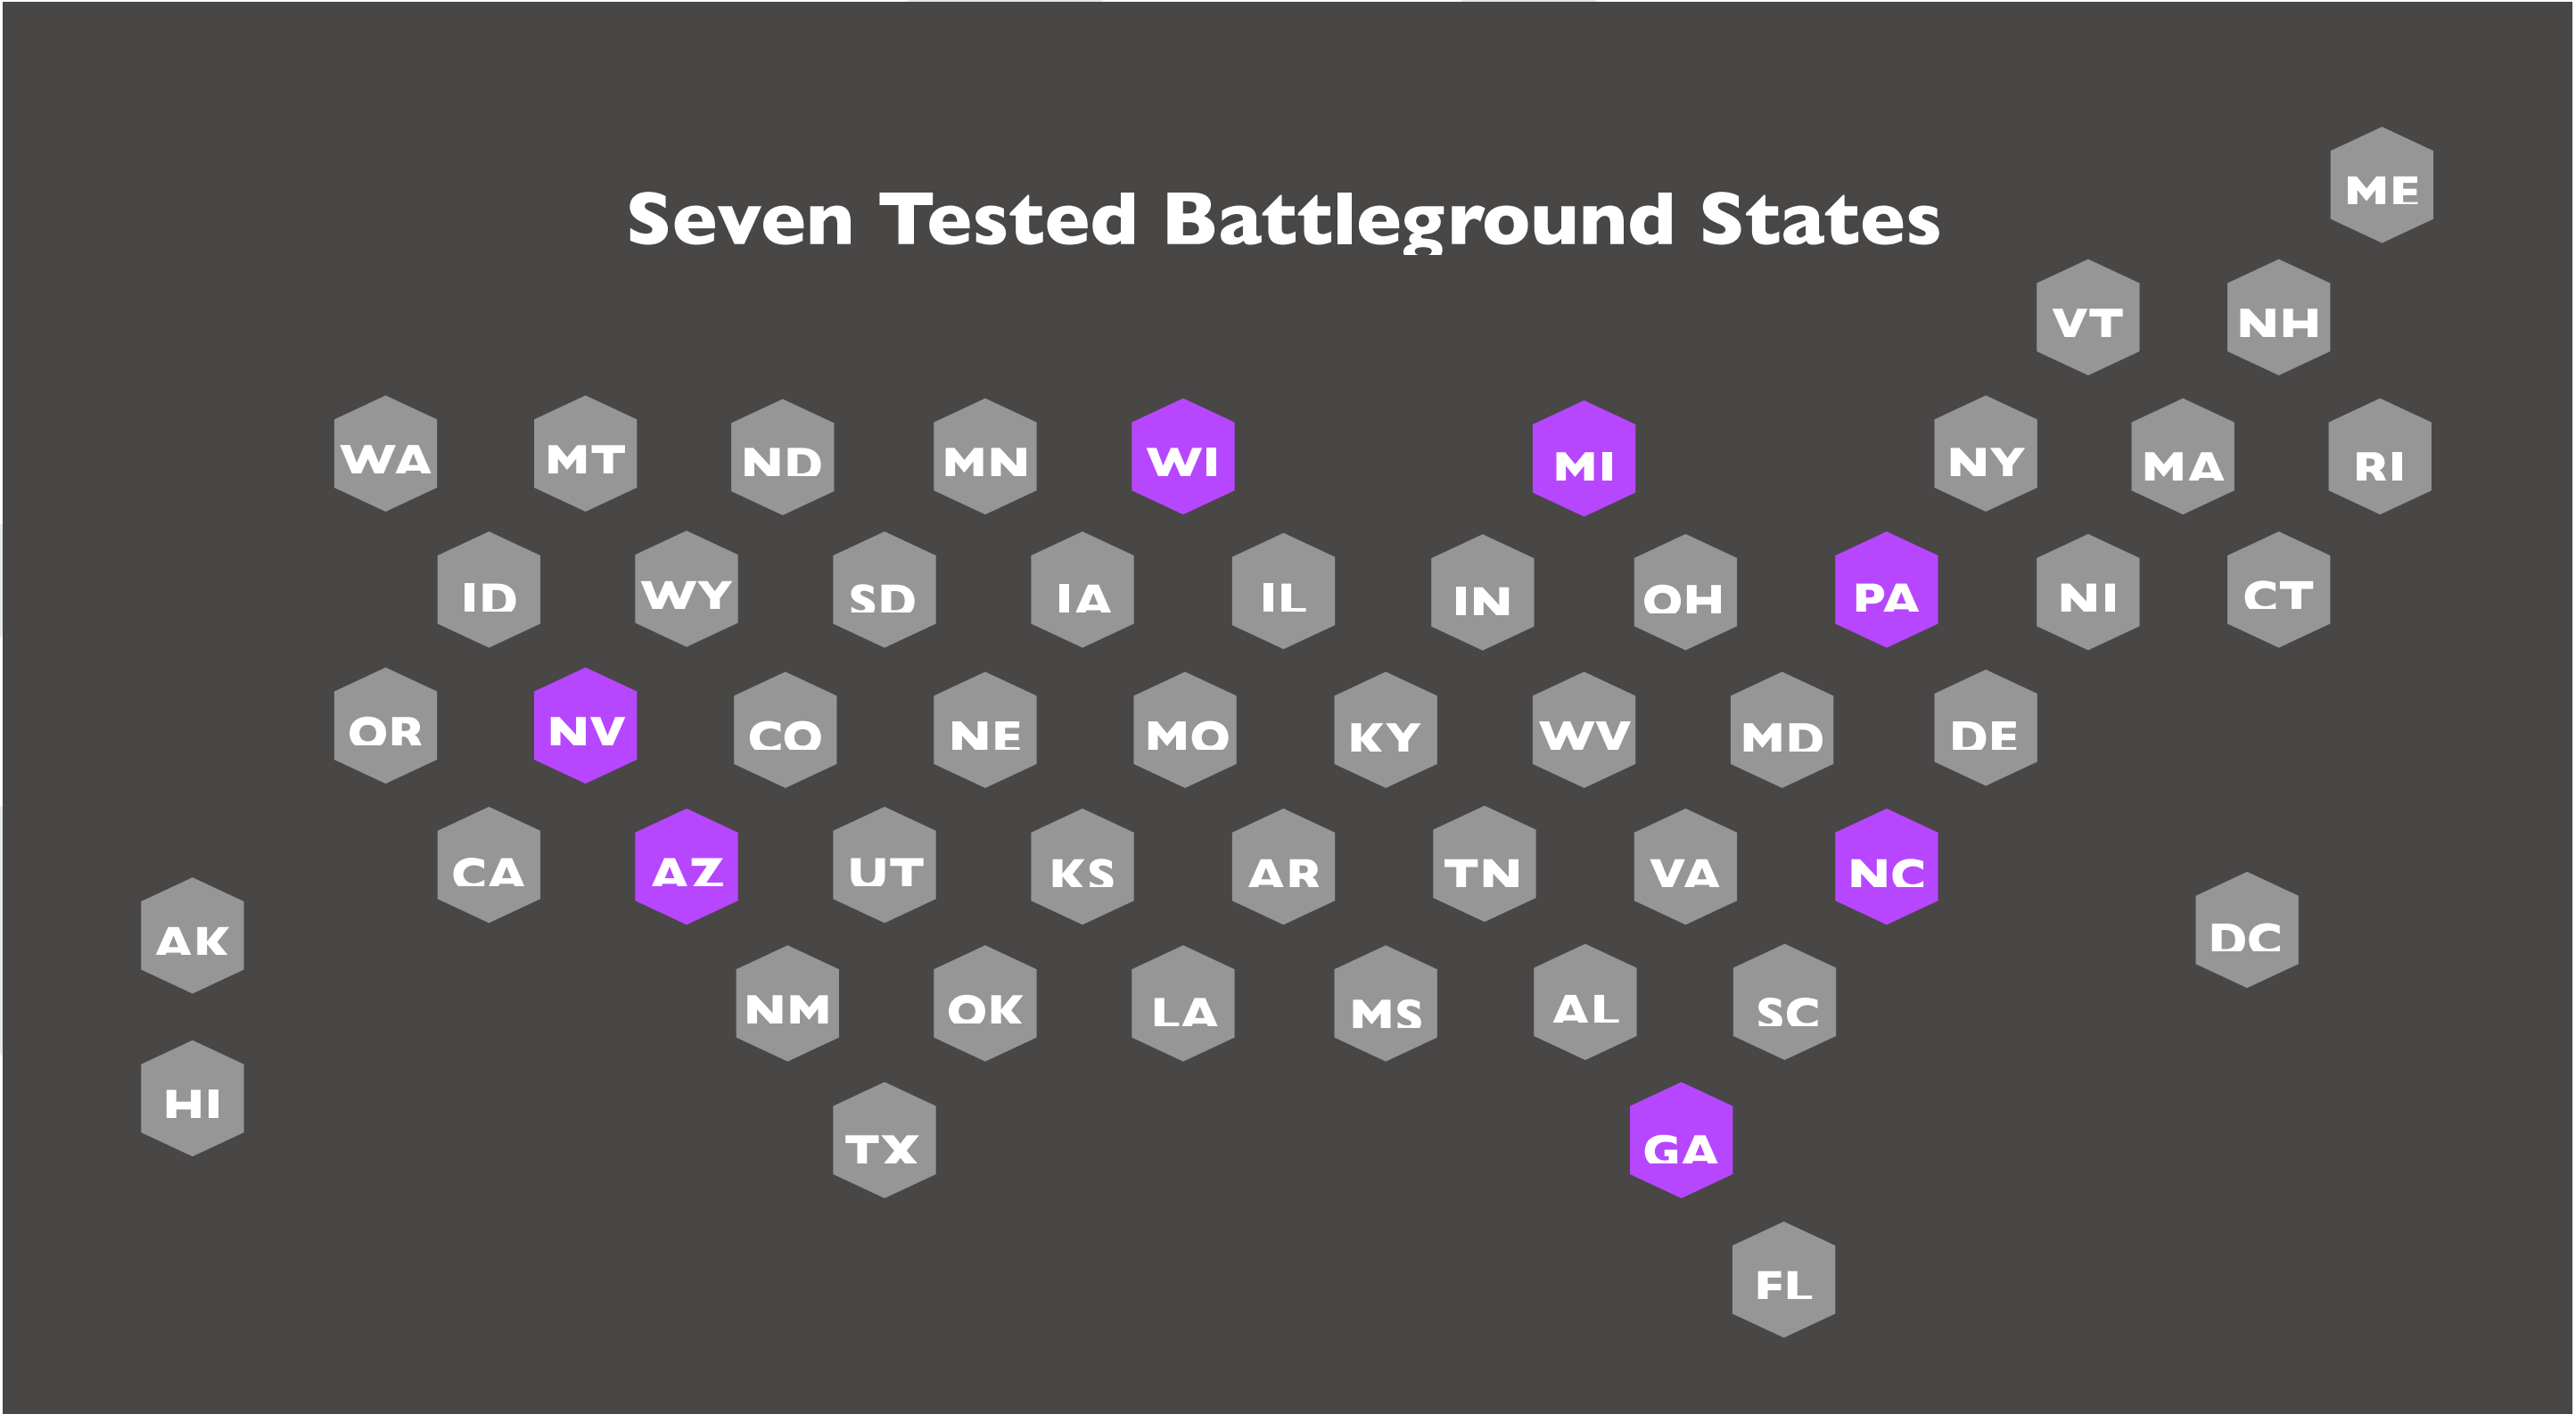 ME
Seven Tested Battleground States
VT NH
WA MT ND MN WI MI NY MA RI
ID WY SD IA IL IN OH PA NI CT
OR NV CO NE MO KY WV MD DE
CA AZ UT KS AR TN VA NC
AK DC
NM OK LA MS AL SC
HI
TX GA
FL